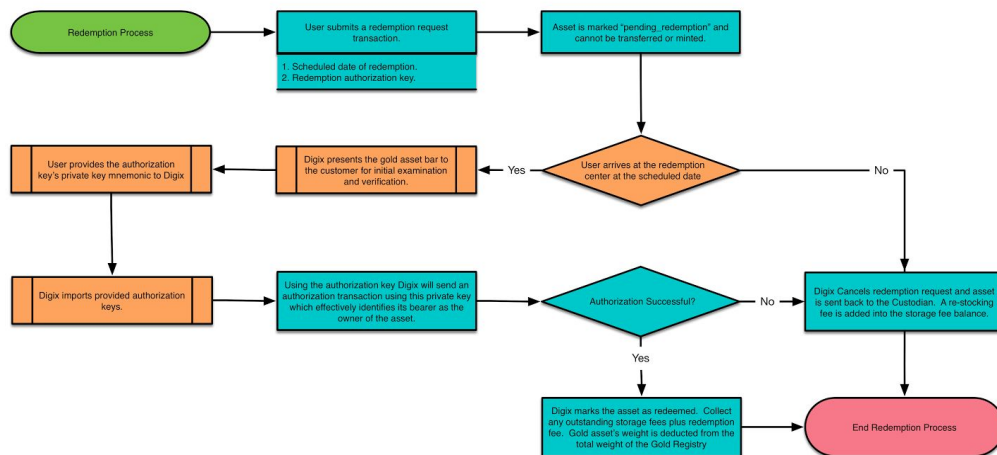 Redemption Process
User submits a redemption request
transaction.
1. Scheduled date of redemption.
2. Redemption authorization key.
Asset is marked “pending_redemption” and
cannot be transferred or minted.
User arrives at the redemption
center at the scheduled date
Yes
No
Digix presents the gold asset bar to
the customer for initial examination
and verification.
User provides the authorization
key's private key mnemonic to Digix
Digix imports provided authorization
keys.
Using the authorization key Digix will send an
authorization transaction using this private key
which effectively identifies its bearer as the
owner of the asset.
Authorization Successful?
No
Yes
Digix Cancels redemption request and asset
is sent back to the Custodian. A re-stocking
fee is added into the storage fee balance.
Digix marks the asset as redeemed. Collect
any outstanding storage fees plus redemption
fee. Gold asset's weight is deducted from the
total weight of the Gold Registry
End Redemption Process